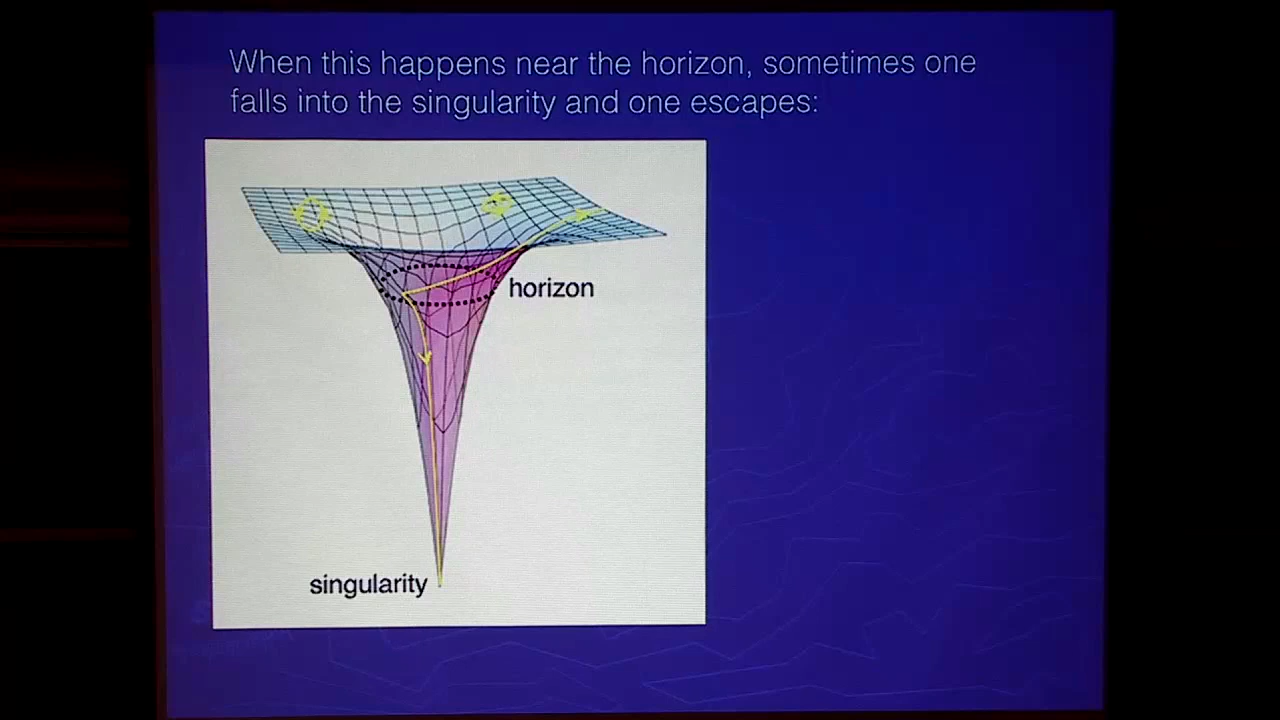 When this happens near the horizon, sometimes one
falls into the singularity and one escapes:
horizon
singularity